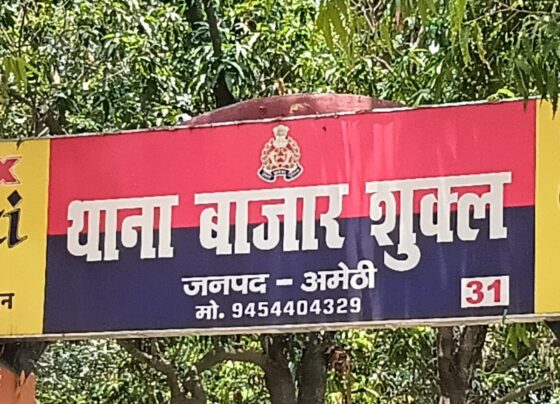 थाना बाजार शुक्ल
जनपद - अमेठी
मो. 9454404329
31